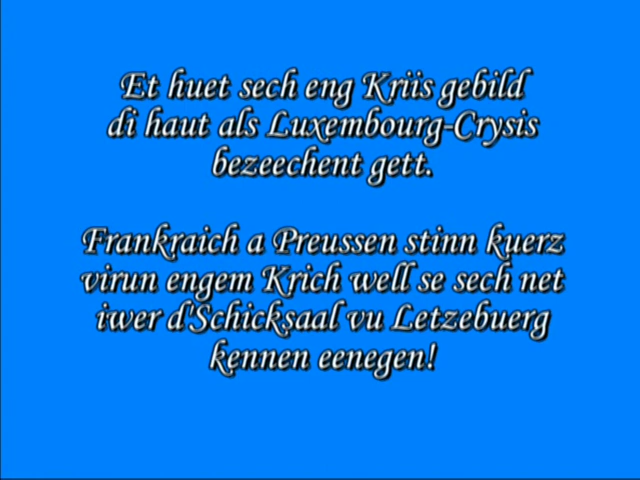 Et huet sech eng Kriis gebild
di haut als Luxembourg-Crysis
bezeechent gett.
Frankraich a Preussen stinn kuerz
virun engem Krich well se sech net
iwer d'Schicksaal vu Letzebuerg
kennen eenegen!